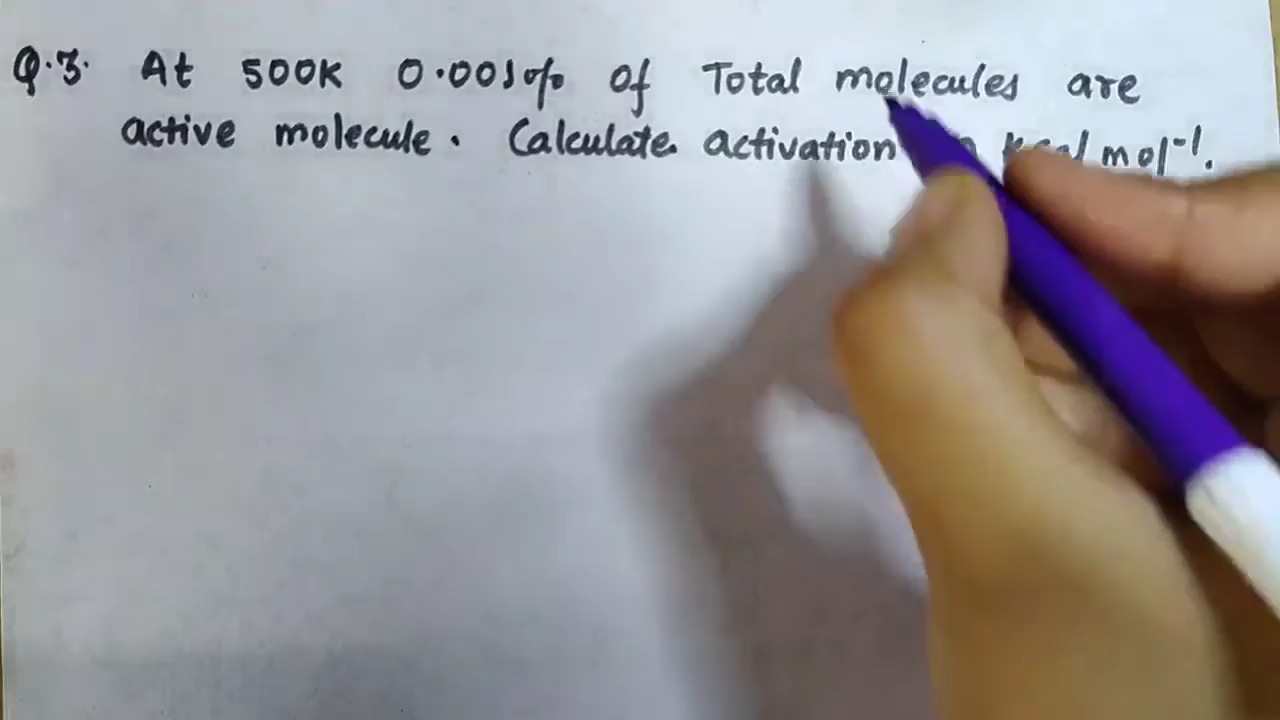 Q.3. At 500K 0.001% of Total molecules are
active molecule. Calculate activation mol⁻¹.